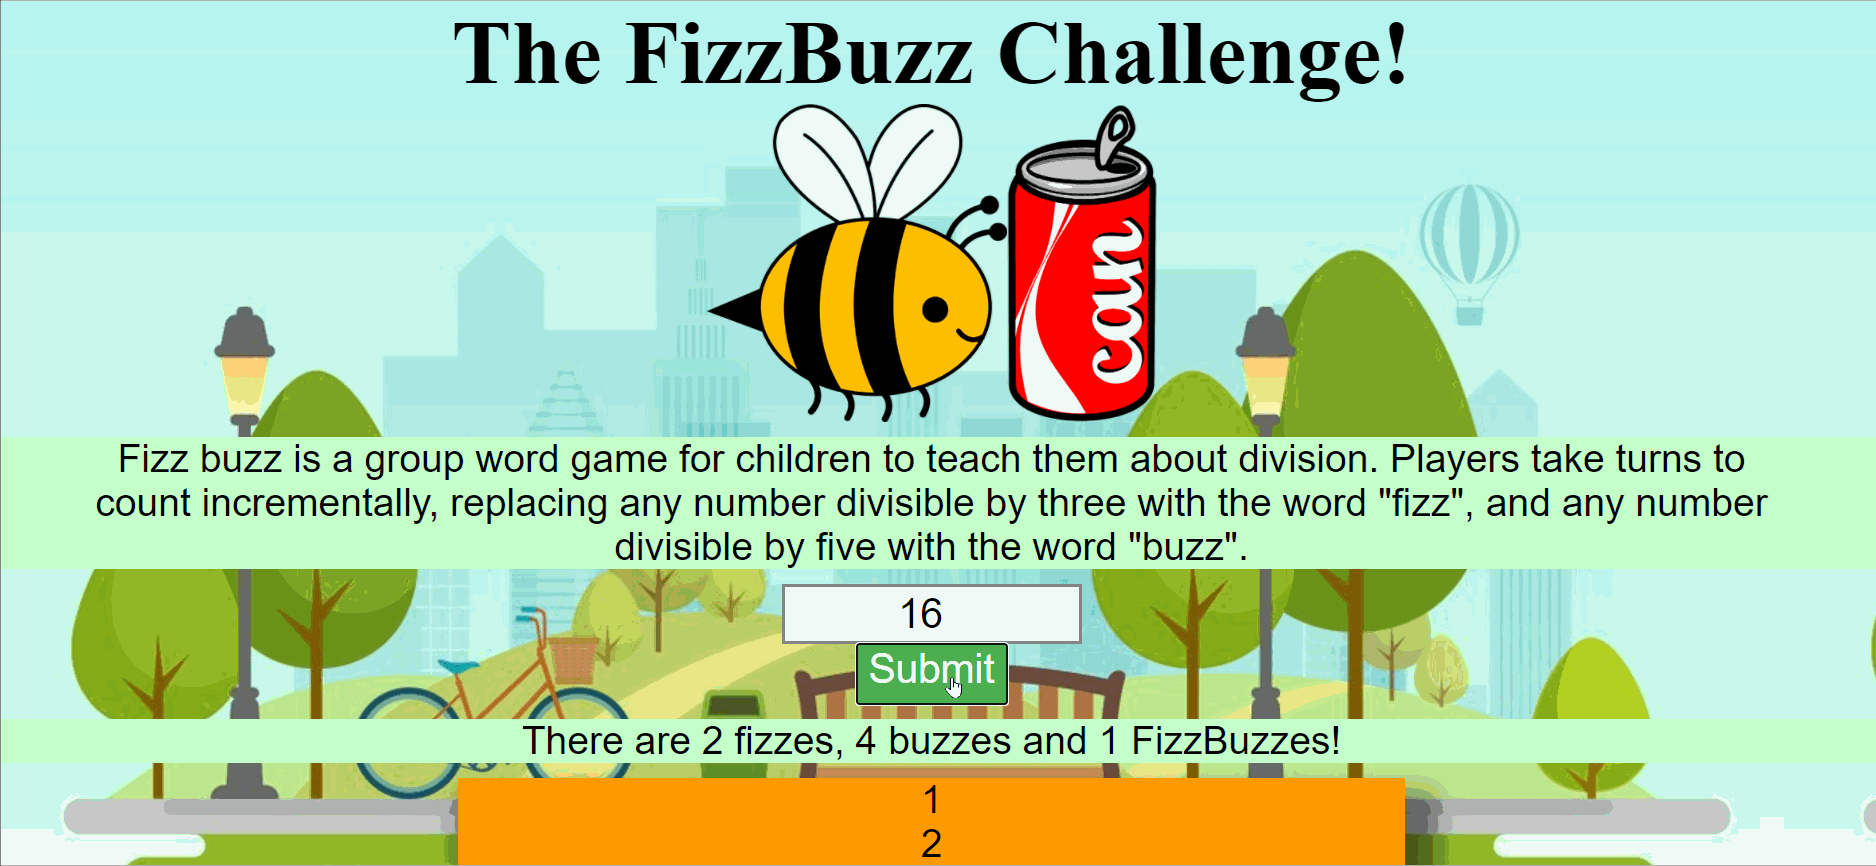 The FizzBuzz Challenge!
can
Fizz buzz is a group word game for children to teach them about division. Players take turns to
count incrementally, replacing any number divisible by three with the word "fizz", and any number
divisible by five with the word "buzz".
16
Submit
There are 2 fizzes, 4 buzzes and 1 FizzBuzzes!
1
2